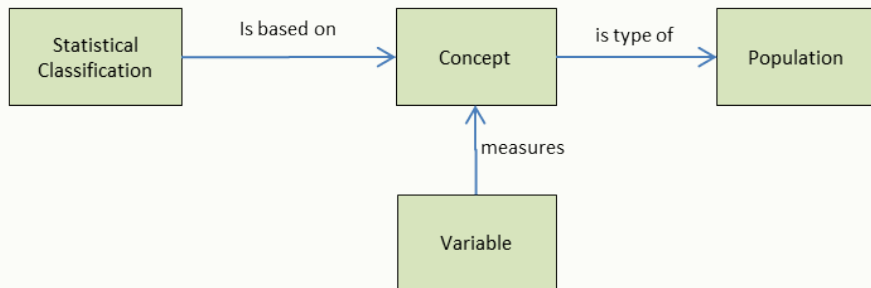 Statistical
Classification
Is based on
Concept
is type of
Population
measures
Variable